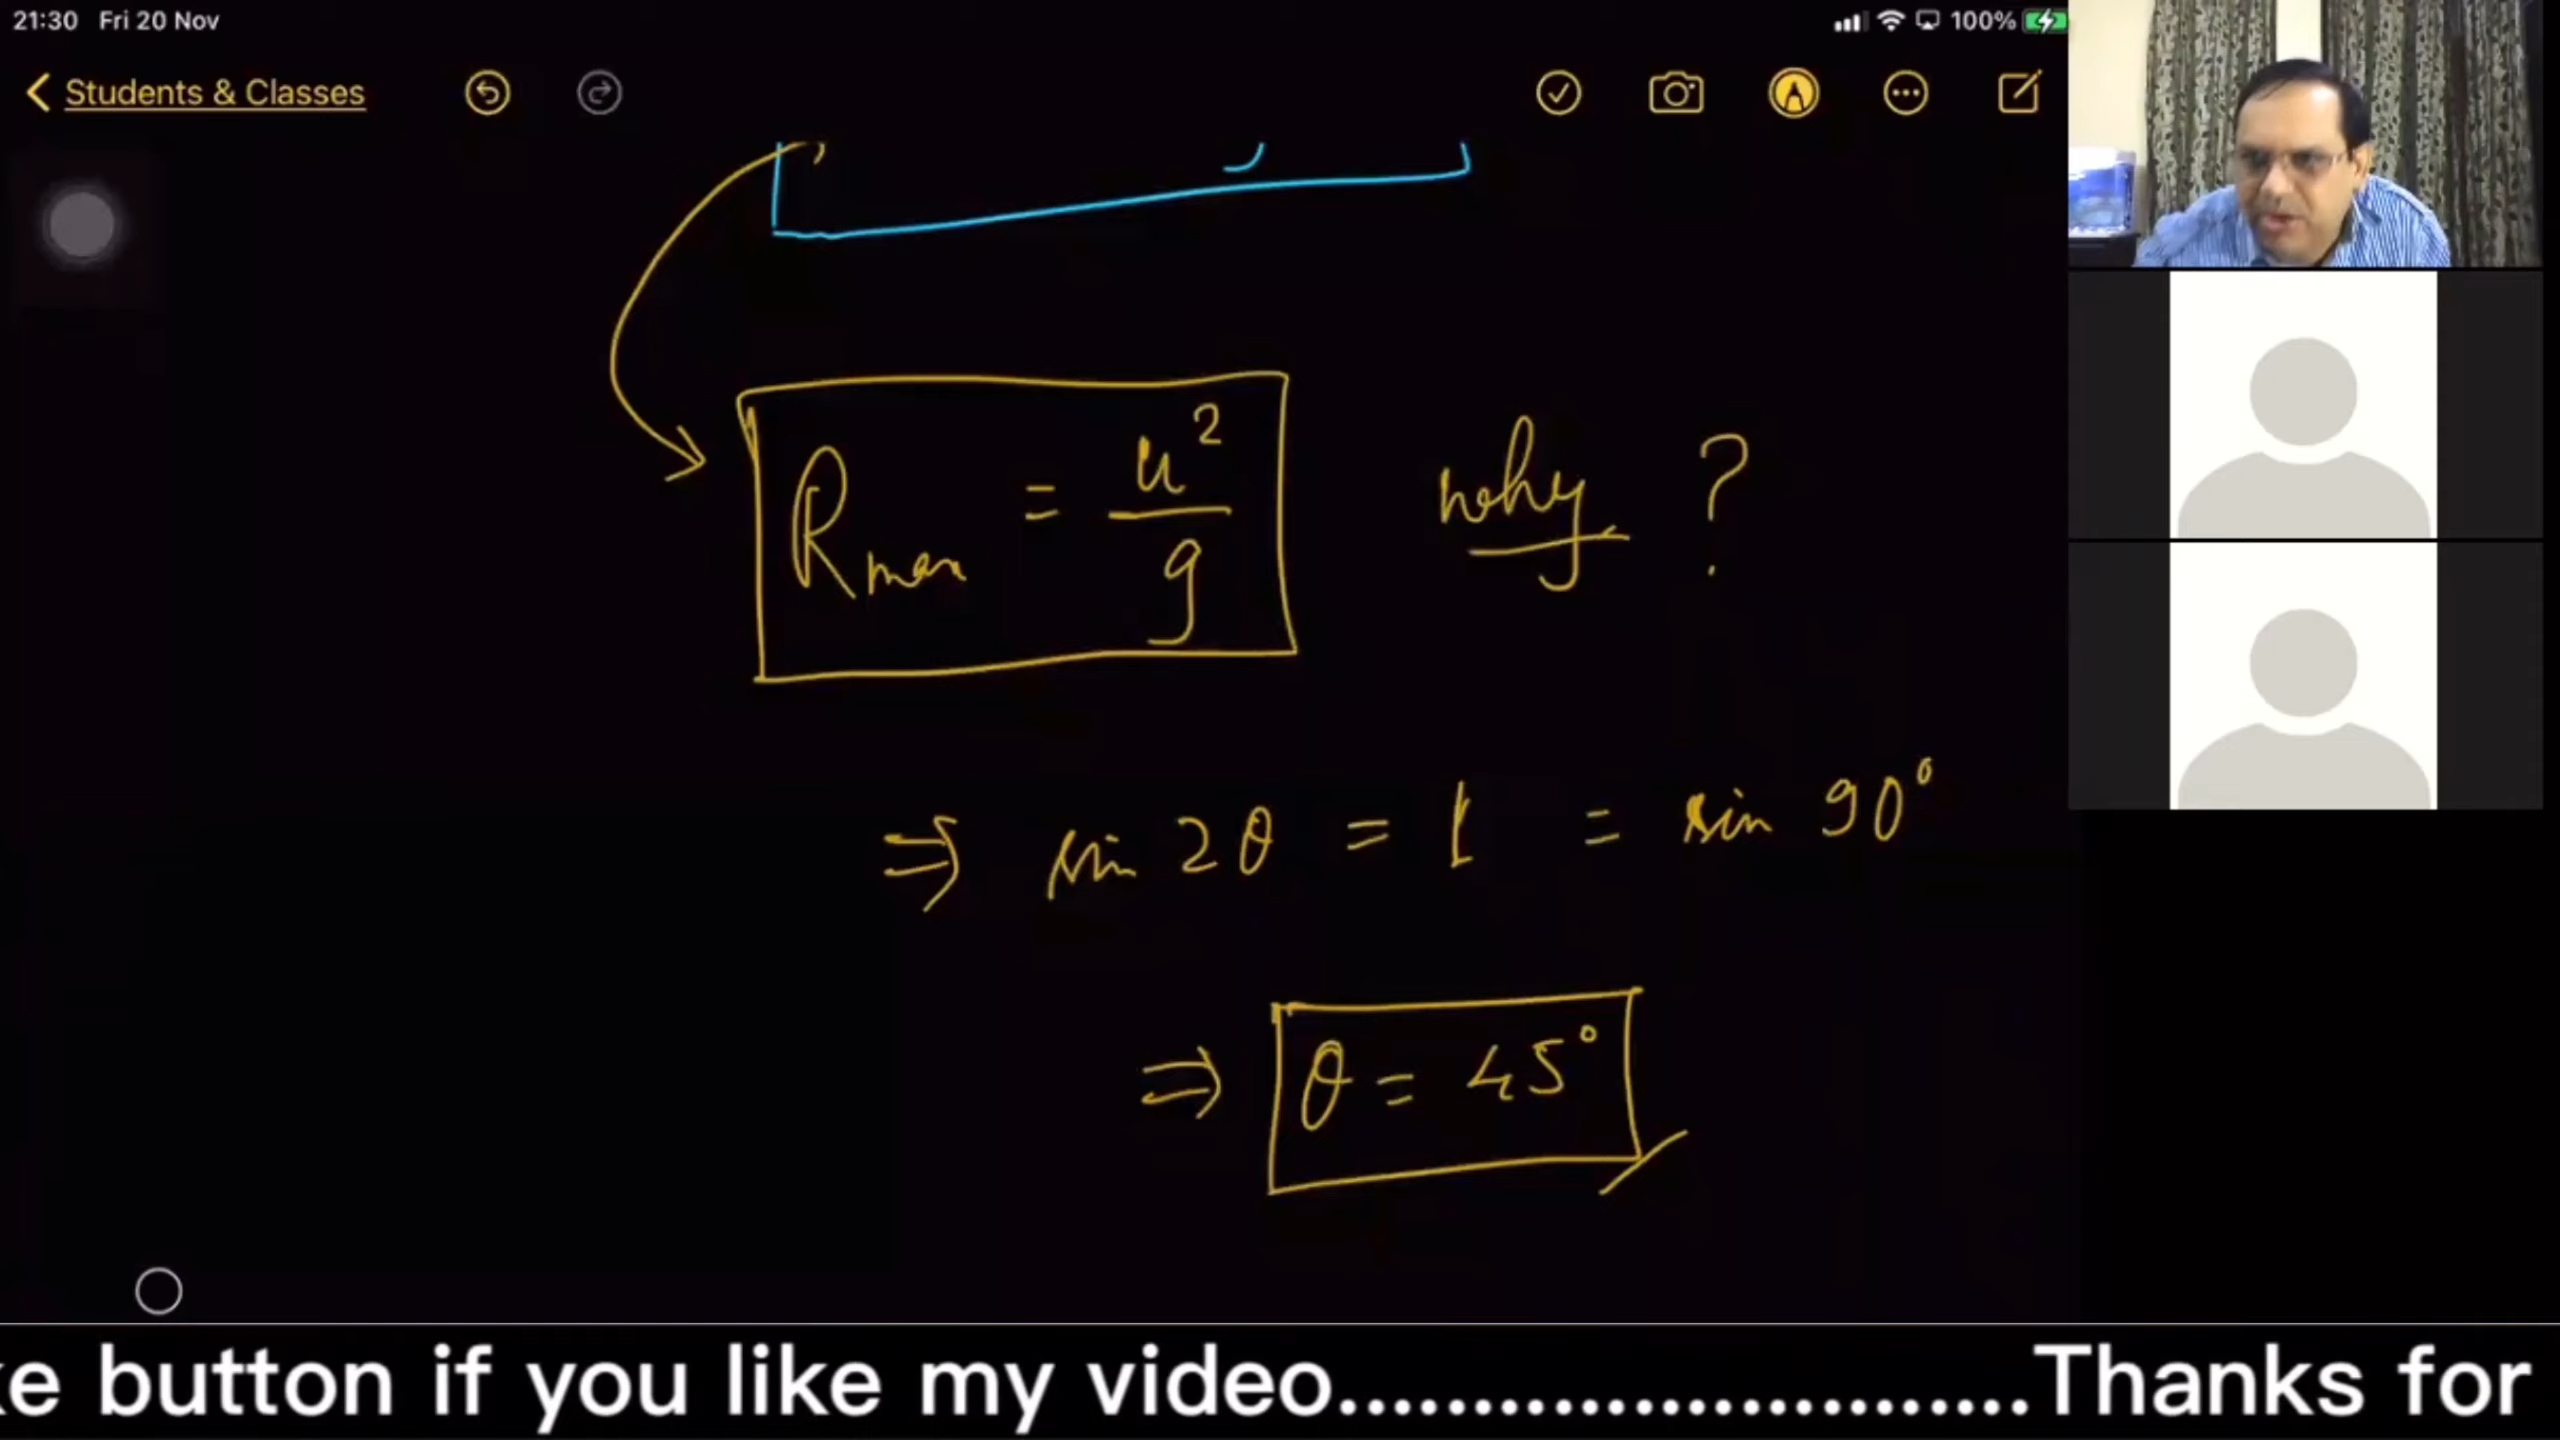 21:30 Fri 20 Nov 100%
Students & Classes
Rmax = u²/g why ?
⇒ sin 2θ = 1 = sin 90°
⇒ θ = 45°
ke button if you like my video..........................Thanks for